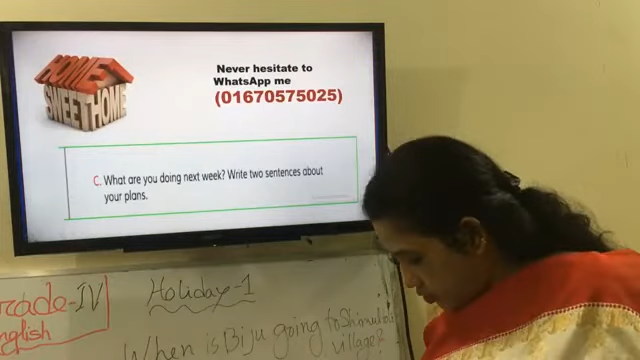 HOME
SWEET HOME
Never hesitate to
WhatsApp me
(01670575025)
C. What are you doing next week? Write two sentences about
your plans.
rade-IV
nglish
Holiday-1
When is Biju going to Shimul
village?